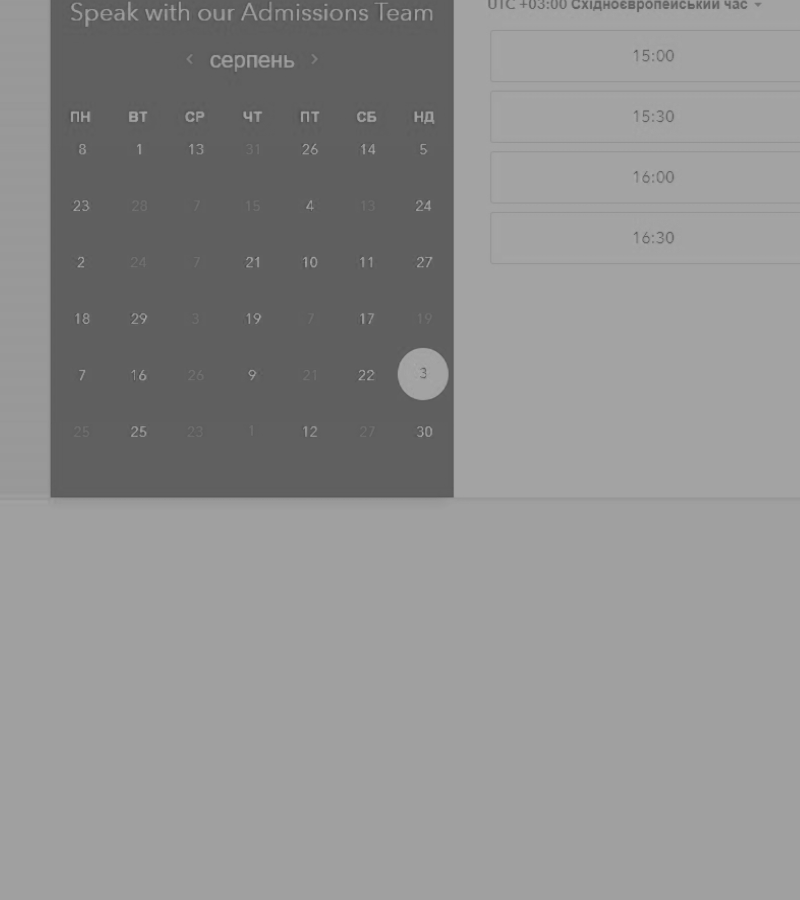 Speak with our Admissions Team
серпень
ПН ВТ СР ЧТ ПТ СБ НД
8 1 13 31 26 14 5
23 28 7 15 4 13 24
2 24 7 21 10 11 27
18 29 3 19 7 17 19
7 16 26 9 21 22 3
25 25 23 1 12 27 30
UTC +03:00 Східноєвропейський час
15:00
15:30
16:00
16:30